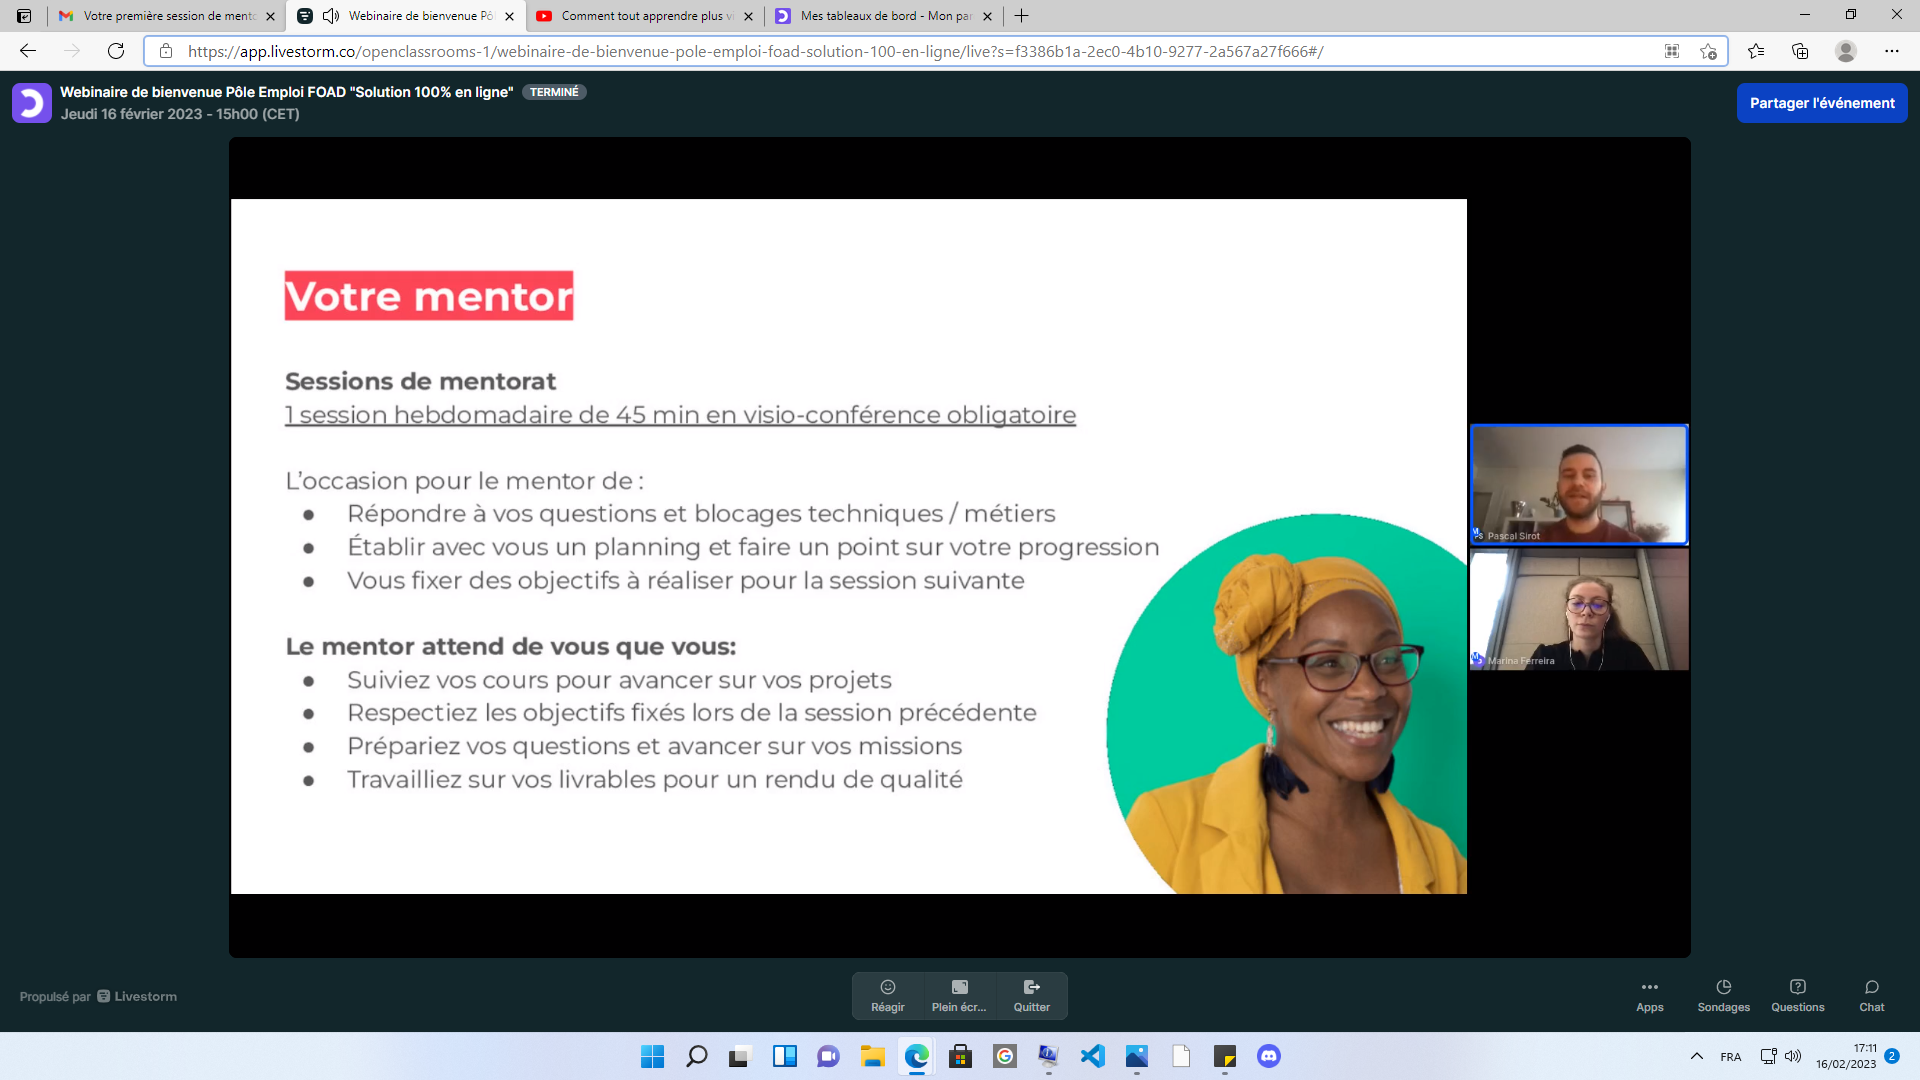 Votre première session de ment
Webinaire de bienvenue Pô
Comment tout apprendre plus v
Mes tableaux de bord - Mon par
https://app.livestorm.co/openclassrooms-1/webinaire-de-bienvenue-pole-emploi-foad-solution-100-en-ligne/live?s=f3386b1a-2ec0-4b10-9277-2a567a27f666#/
Webinaire de bienvenue Pôle Emploi FOAD "Solution 100% en ligne" TERMINÉ
Jeudi 16 février 2023 - 15h00 (CET)
Partager l'événement
Votre mentor
Sessions de mentorat
1 session hebdomadaire de 45 min en visio-conférence obligatoire
L’occasion pour le mentor de :
● Répondre à vos questions et blocages techniques / métiers
● Établir avec vous un planning et faire un point sur votre progression
● Vous fixer des objectifs à réaliser pour la session suivante
Le mentor attend de vous que vous:
● Suiviez vos cours pour avancer sur vos projets
● Respectiez les objectifs fixés lors de la session précédente
● Prépariez vos questions et avancer sur vos missions
● Travailliez sur vos livrables pour un rendu de qualité
Pascal Sirot
Marina Ferreira
Propulsé par Livestorm
Réagir
Plein écr...
Quitter
Apps
Sondages
Questions
Chat
FRA
17:11
16/02/2023
2